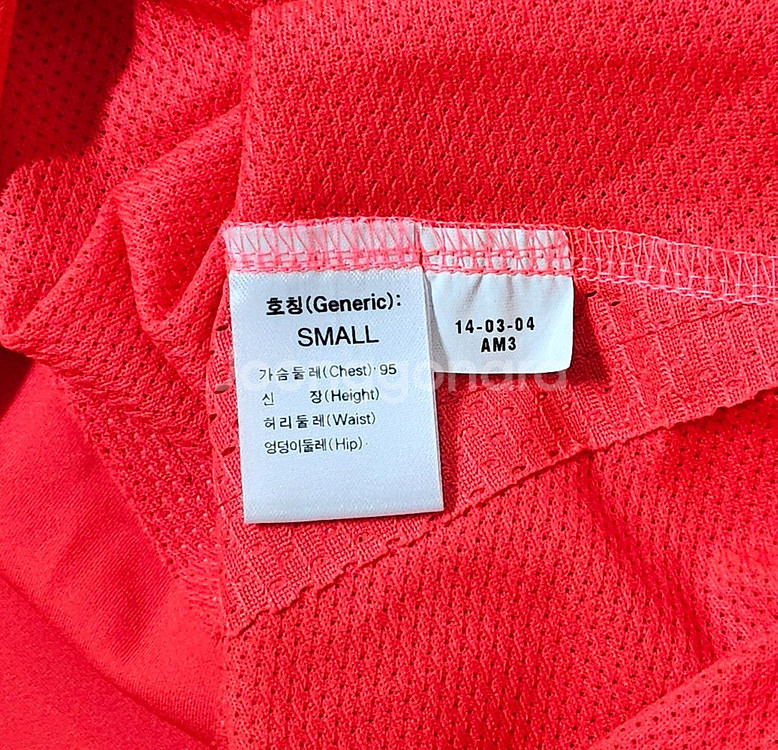 호칭(Generic):
SMALL
가슴둘레(Chest): 95
신 장(Height)
허리둘레(Waist)
엉덩이둘레(Hip)
14-03-04
AM3